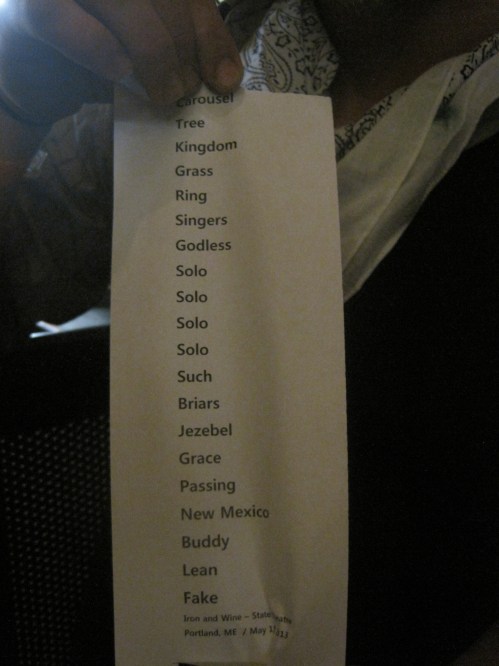 Carousel
Tree
Kingdom
Grass
Ring
Singers
Godless
Solo
Solo
Solo
Solo
Such
Briars
Jezebel
Grace
Passing
New Mexico
Buddy
Lean
Fake
Iron and Wine – State
Portland, ME / May